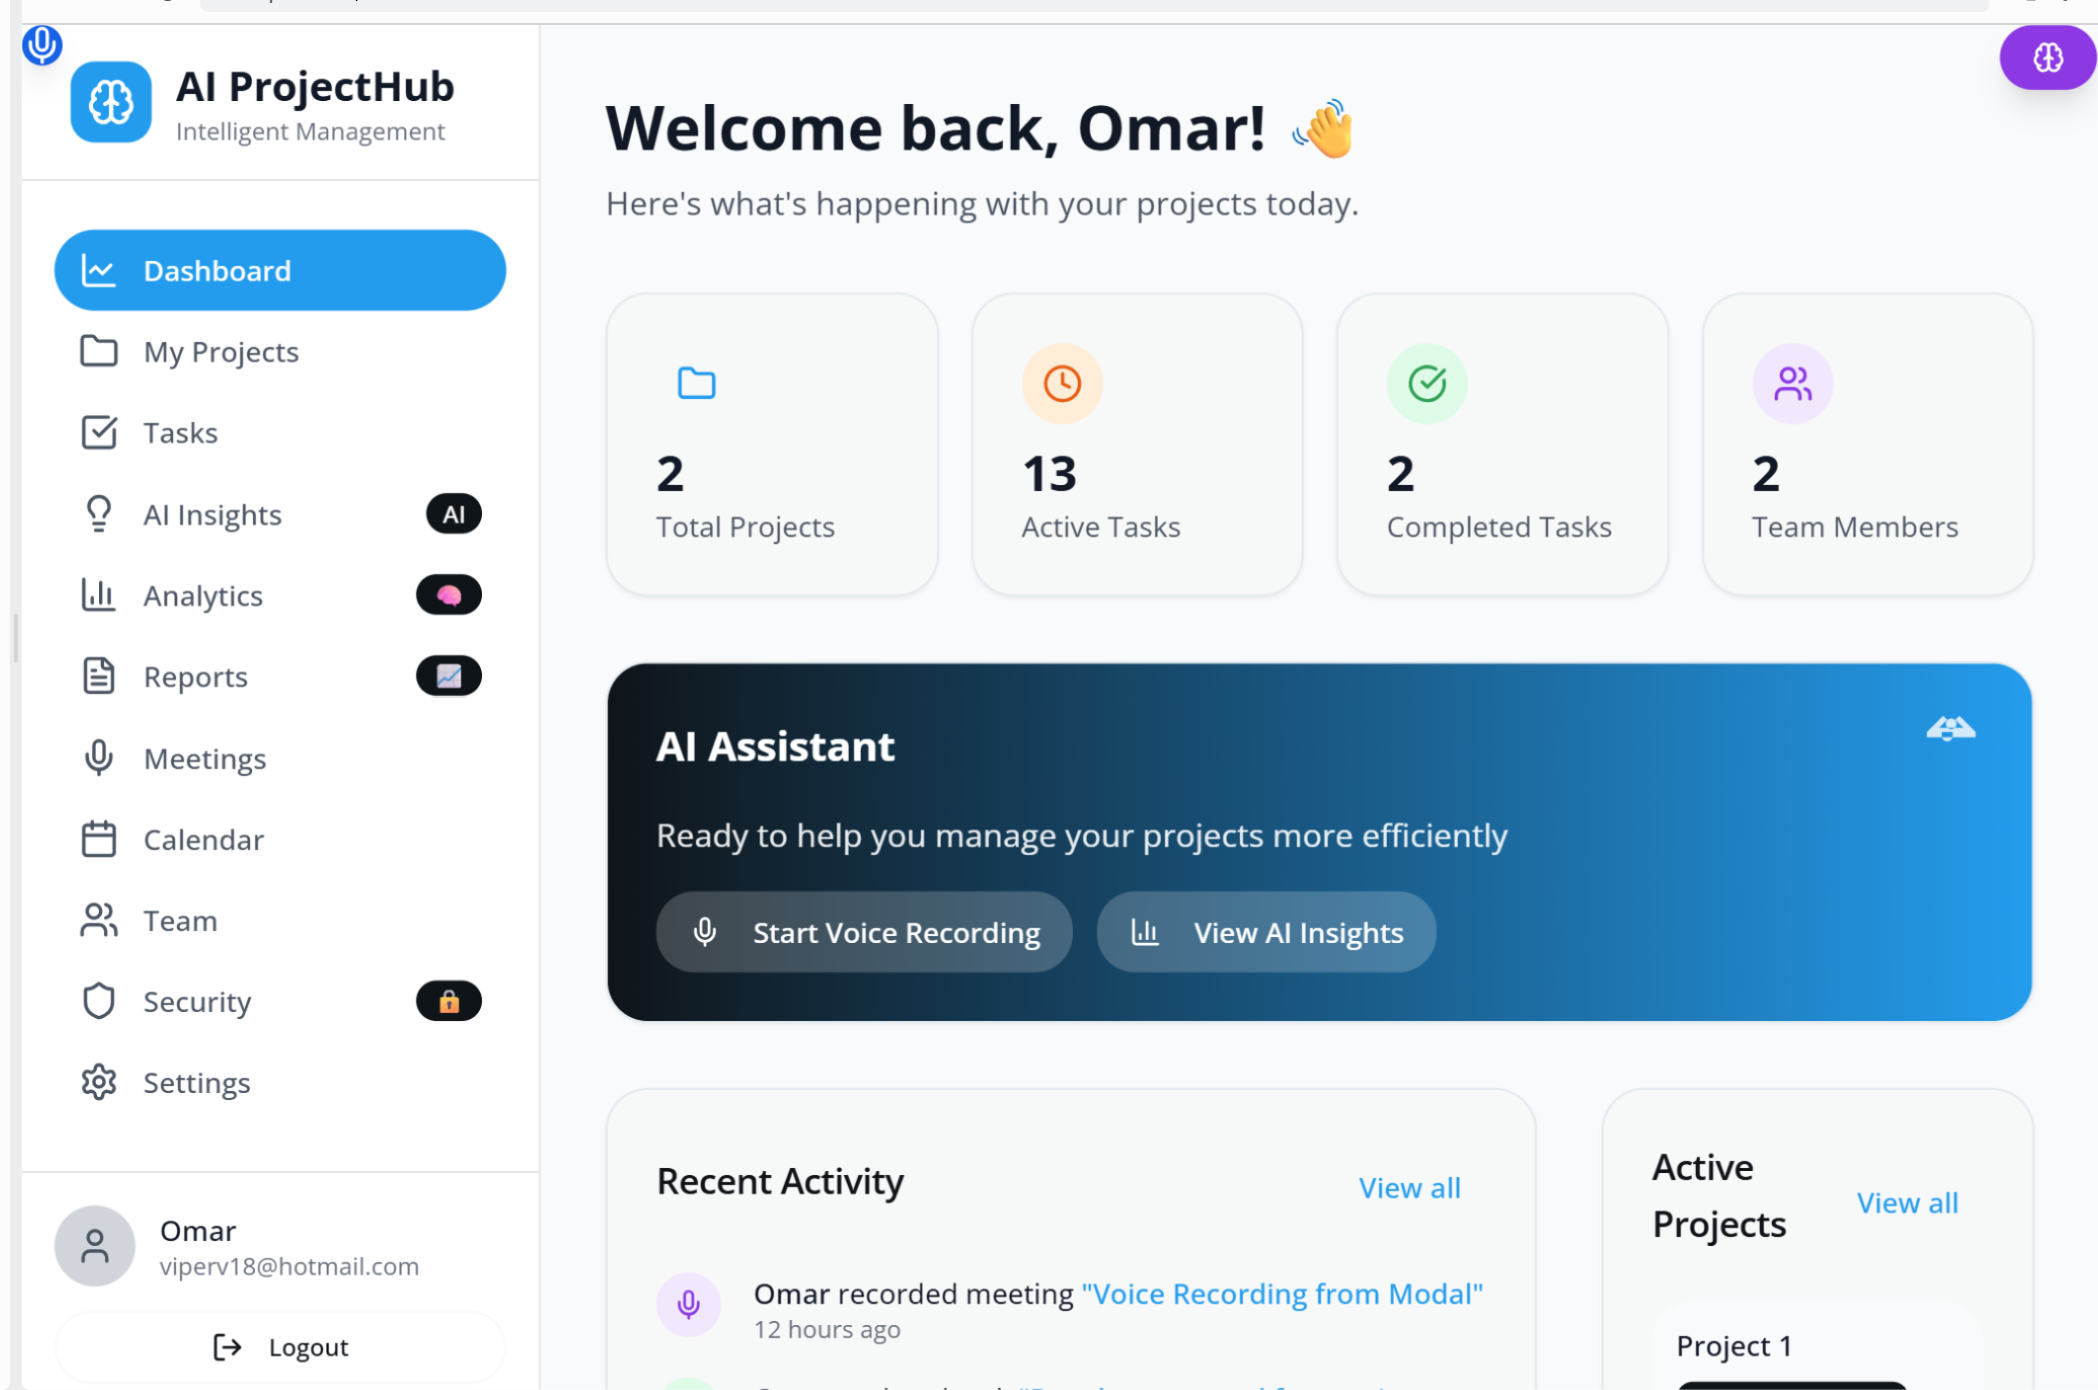 AI ProjectHub
Intelligent Management
Dashboard
My Projects
Tasks
AI Insights
AI
Analytics
Reports
Meetings
Calendar
Team
Security
Settings
Omar
viperv18@hotmail.com
Logout
Welcome back, Omar! 👋
Here's what's happening with your projects today.
2
Total Projects
13
Active Tasks
2
Completed Tasks
2
Team Members
AI Assistant
Ready to help you manage your projects more efficiently
Start Voice Recording
View AI Insights
Recent Activity
View all
Omar recorded meeting "Voice Recording from Modal"
12 hours ago
Active
Projects
View all
Project 1